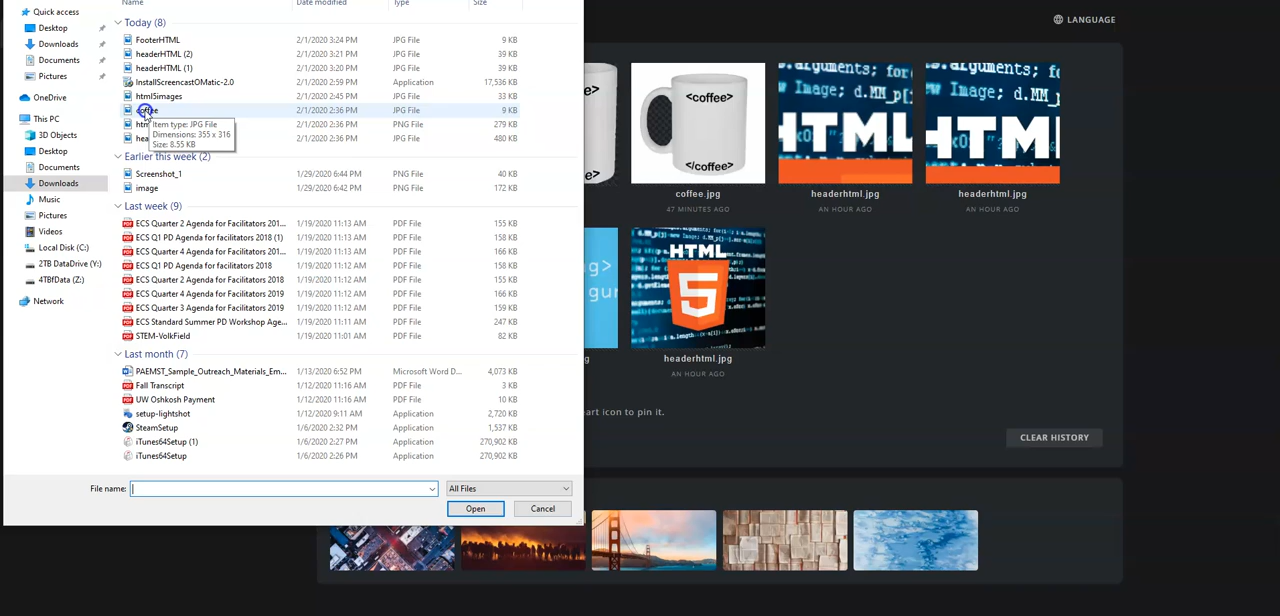 LANGUAGE
Name Date modified Type Size
Quick access
Desktop
Downloads
Documents
Pictures
OneDrive
This PC
3D Objects
Desktop
Documents
Downloads
Music
Pictures
Videos
Local Disk (C:)
2TB DataDrive (Y:)
4TBfData (Z:)
Network
Today (8)
FooterHTML 2/1/2020 3:24 PM JPG File 9 KB
headerHTML (2) 2/1/2020 3:21 PM JPG File 39 KB
headerHTML (1) 2/1/2020 3:20 PM JPG File 39 KB
InstallScreencastOMatic-2.0 2/1/2020 2:59 PM Application 17,536 KB
html5images 2/1/2020 2:45 PM JPG File 33 KB
coffee 2/1/2020 2:36 PM JPG File 9 KB
2/1/2020 2:36 PM PNG File 279 KB
2/1/2020 2:36 PM JPG File 480 KB
Item type: JPG File
Dimensions: 355 x 316
Size: 8.55 KB
Earlier this week (2)
Screenshot_1 1/29/2020 6:44 PM PNG File 40 KB
image 1/29/2020 6:42 PM PNG File 172 KB
Last week (9)
ECS Quarter 2 Agenda for Facilitators 201... 1/19/2020 11:13 AM PDF File 155 KB
ECS Q1 PD Agenda for facilitators 2018 (1) 1/19/2020 11:13 AM PDF File 158 KB
ECS Quarter 4 Agenda for Facilitators 201... 1/19/2020 11:13 AM PDF File 166 KB
ECS Q1 PD Agenda for facilitators 2018 1/19/2020 11:12 AM PDF File 158 KB
ECS Quarter 2 Agenda for Facilitators 2018 1/19/2020 11:12 AM PDF File 155 KB
ECS Quarter 4 Agenda for Facilitators 2019 1/19/2020 11:12 AM PDF File 166 KB
ECS Quarter 3 Agenda for Facilitators 2019 1/19/2020 11:12 AM PDF File 159 KB
ECS Standard Summer PD Workshop Age... 1/19/2020 11:11 AM PDF File 247 KB
STEM-VolkField 1/19/2020 11:01 AM PDF File 82 KB
Last month (7)
PAEMST_Sample_Outreach_Materials_Em... 1/13/2020 6:52 PM Microsoft Word D... 4,073 KB
Fall Transcript 1/12/2020 11:16 AM PDF File 3 KB
UW Oshkosh Payment 1/12/2020 11:16 AM PDF File 10 KB
setup-lightshot 1/12/2020 9:11 AM Application 2,720 KB
SteamSetup 1/6/2020 2:32 PM Application 1,537 KB
iTunes64Setup (1) 1/6/2020 2:27 PM Application 270,902 KB
iTunes64Setup 1/6/2020 2:26 PM Application 270,902 KB
File name: All Files
Open Cancel
<coffee>
</coffee>
coffee.jpg
47 MINUTES AGO
.arguments; for
ew Image; d.MM_p[
HTML
headerhtml.jpg
AN HOUR AGO
.arguments; for
ew Image; d.MM_p[
HTML
headerhtml.jpg
AN HOUR AGO
HTML
5
headerhtml.jpg
AN HOUR AGO
icon to pin it.
CLEAR HISTORY